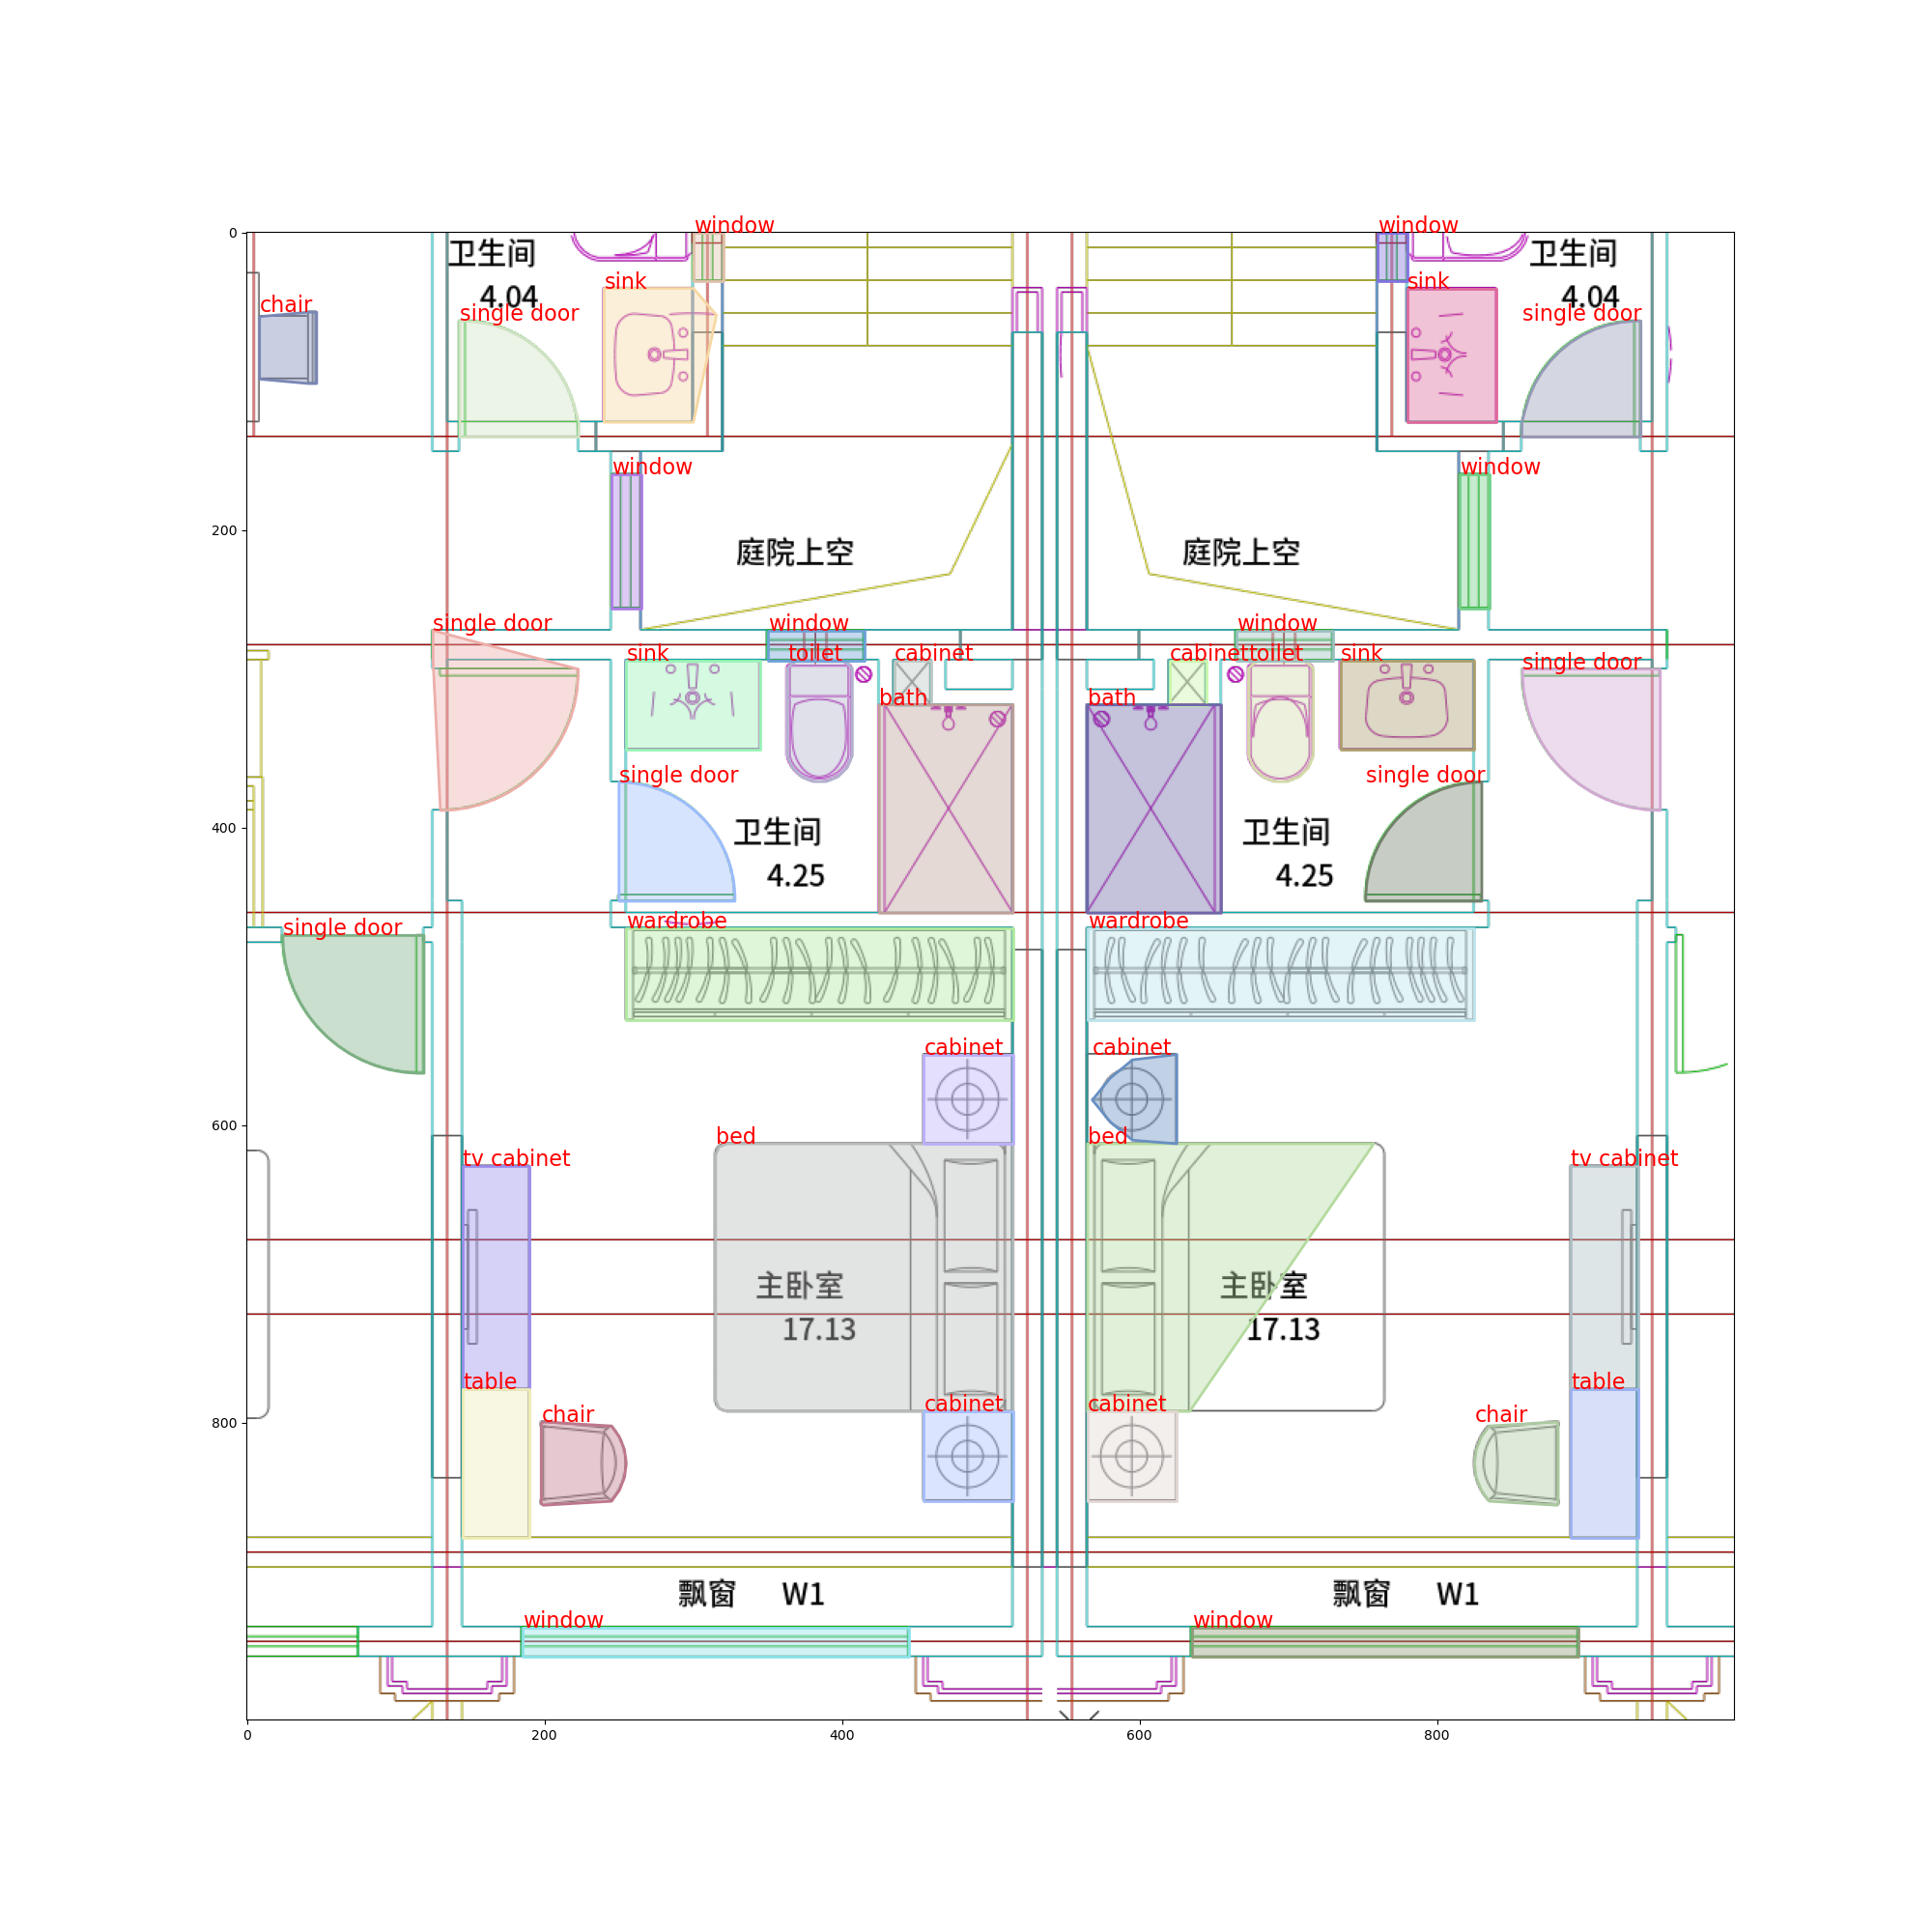 window
window
0
卫生间
卫生间
sink
sink
4.04
4.04
chair
single door
single door
window
window
200
庭院上空
庭院上空
single door
window
window
sink
toilet
cabinet
cabinet
toilet
sink
single door
bath
bath
single door
single door
400
卫生间
卫生间
4.25
4.25
wardrobe
wardrobe
single door
cabinet
cabinet
600
bed
bed
tv cabinet
tv cabinet
主卧室
主卧室
17.13
17.13
table
table
cabinet
cabinet
chair
chair
800
飘窗 W1
飘窗 W1
window
window
0
200
400
600
800